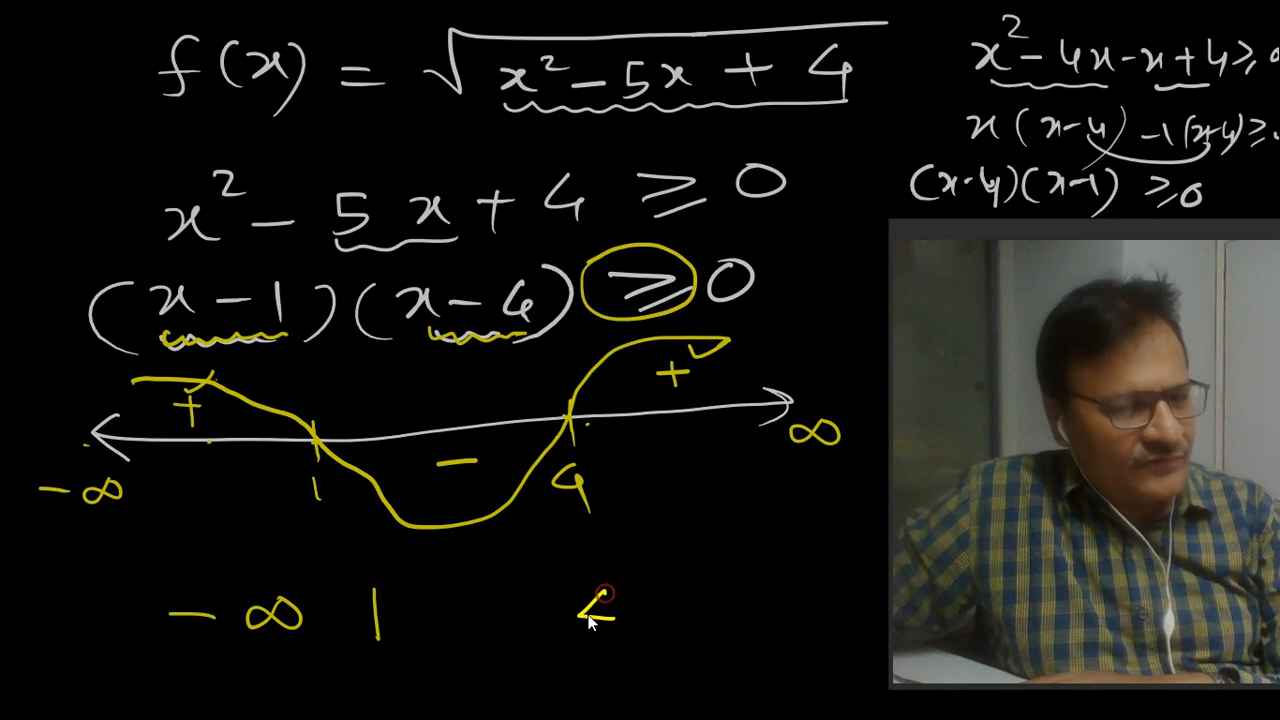 f(x) = √x² - 5x + 4
x² - 5x + 4 ≥ 0
(x - 1)(x - 4) ≥ 0
+ - +
- ∞ 1 4 ∞
- ∞ 1
x² - 4x - x + 4 ≥ 0
x(x-4) -1(x-4) ≥
(x-4)(x-1) ≥ 0